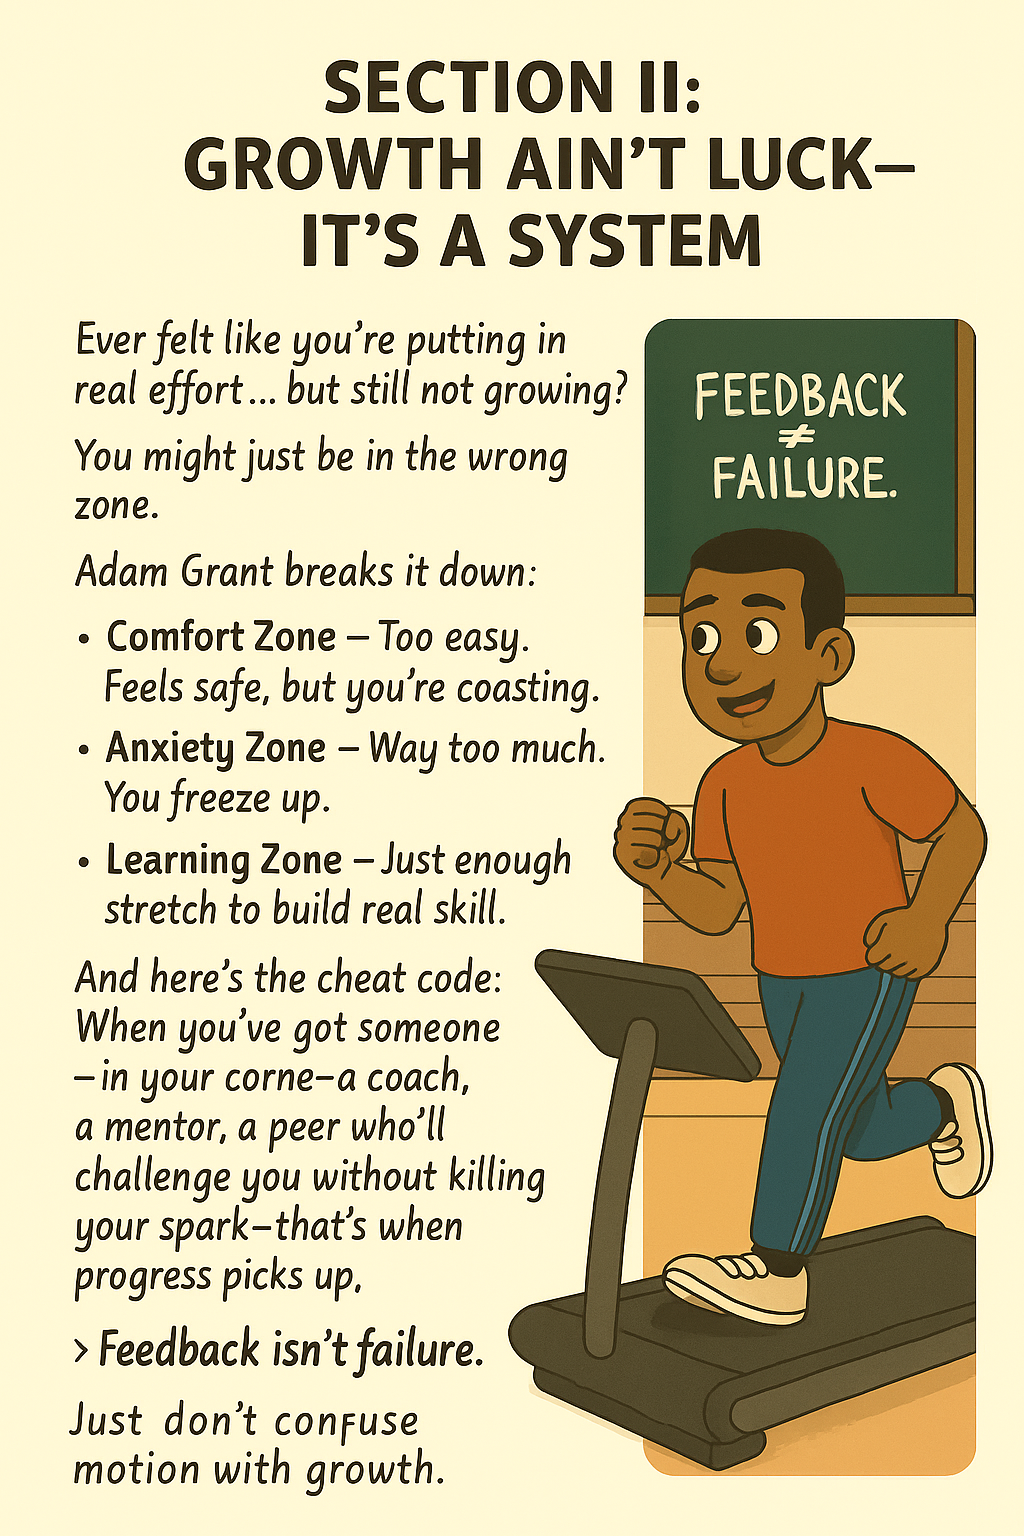 SECTION II:
GROWTH AIN’T LUCK–
IT’S A SYSTEM
Ever felt like you’re putting in
real effort... but still not growing?
You might just be in the wrong
zone.
Adam Grant breaks it down:
• Comfort Zone – Too easy.
Feels safe, but you’re coasting.
• Anxiety Zone – Way too much.
You freeze up.
• Learning Zone – Just enough
stretch to build real skill.
And here’s the cheat code:
When you’ve got someone
–in your corne–a coach,
a mentor, a peer who’ll
challenge you without killing
your spark–that’s when
progress picks up,
> Feedback isn’t failure.
Just don’t confuse
motion with growth.
FEEDBACK
≠
FAILURE.